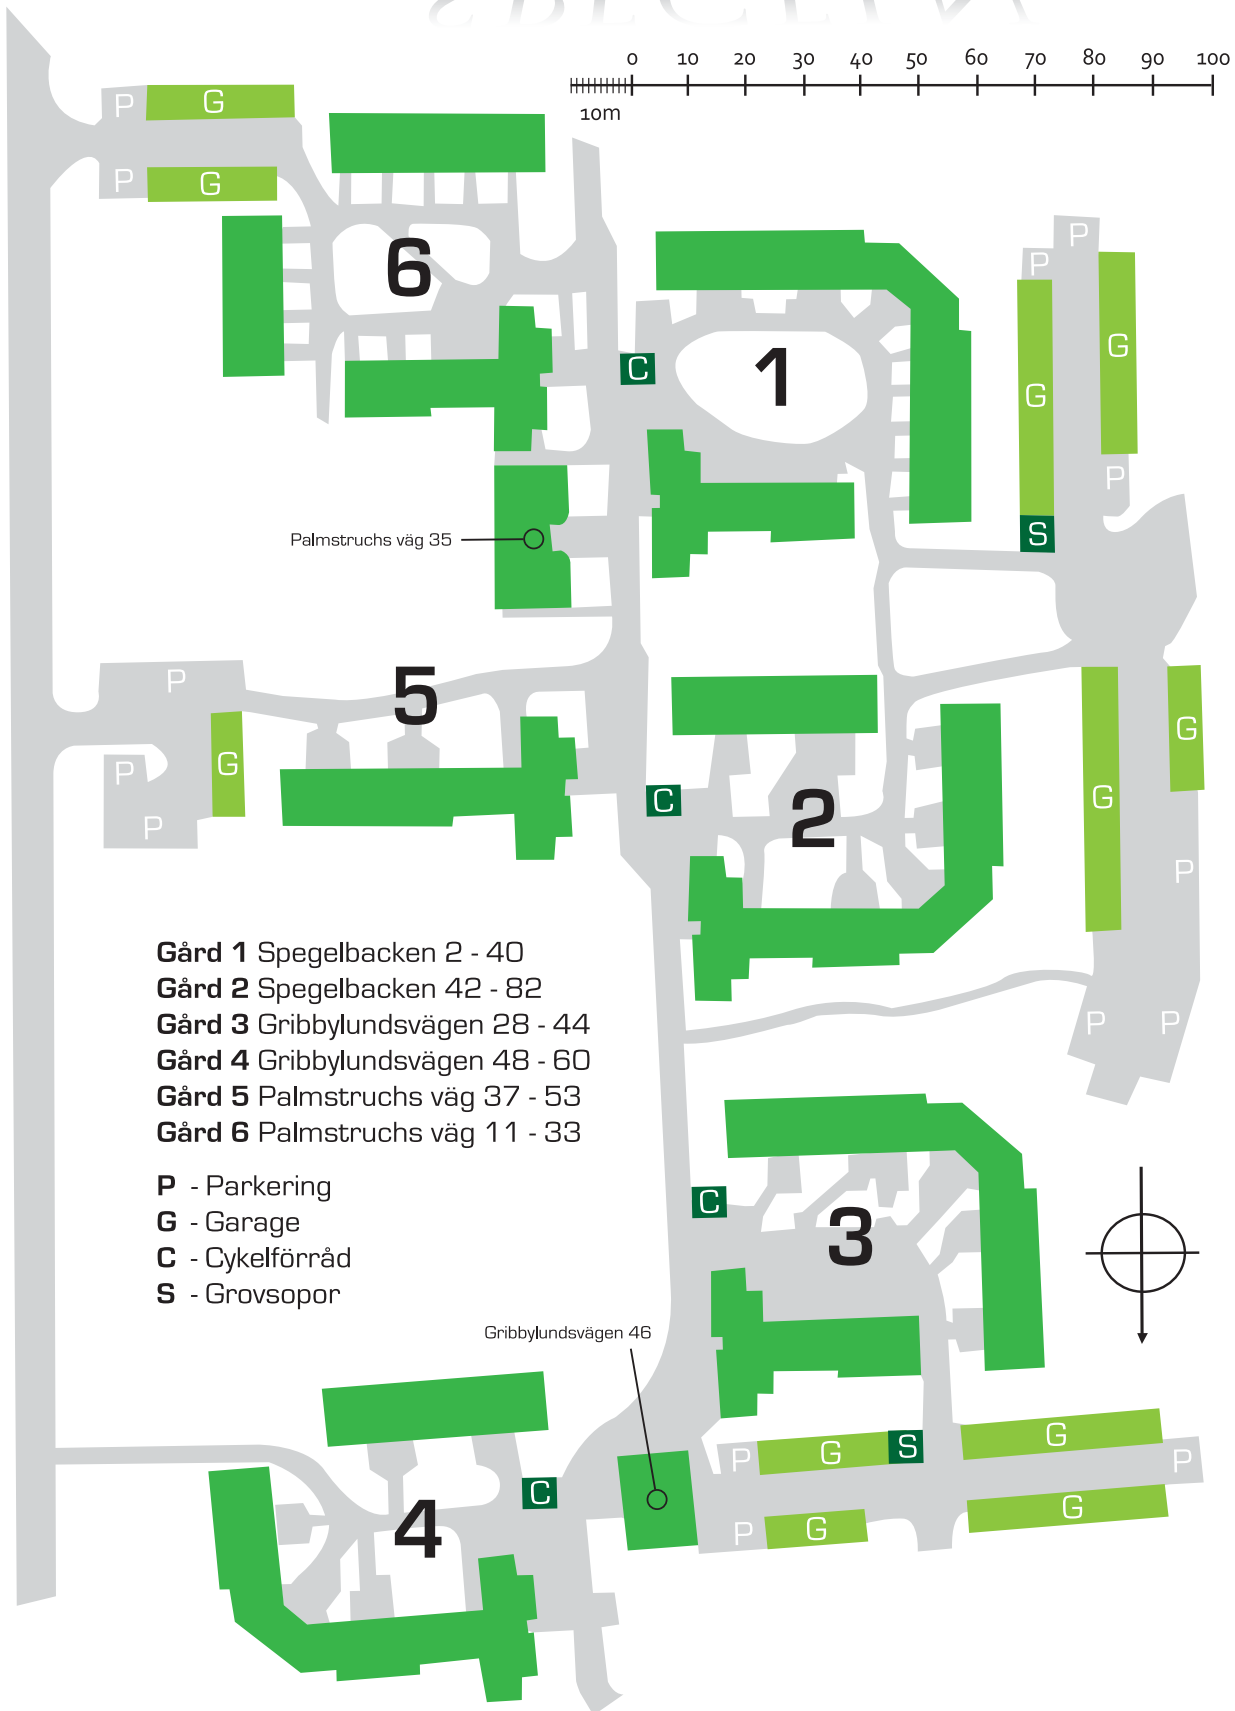 0 10 20 30 40 50 60 70 80 90 100
10m
P G
P G
6
P
P
1
C
G
G
P
Palmstruchs väg 35
S
5
P
G
P
P
G
G
C
2
P
P P
Gård 1 Spegelbacken 2 - 40
Gård 2 Spegelbacken 42 - 82
Gård 3 Gribbylundsvägen 28 - 44
Gård 4 Gribbylundsvägen 48 - 60
Gård 5 Palmstruchs väg 37 - 53
Gård 6 Palmstruchs väg 11 - 33
P - Parkering
G - Garage
C - Cykelförråd
S - Grovsopor
C
3
Gribbylundsvägen 46
P G S G P
C
4
P G G